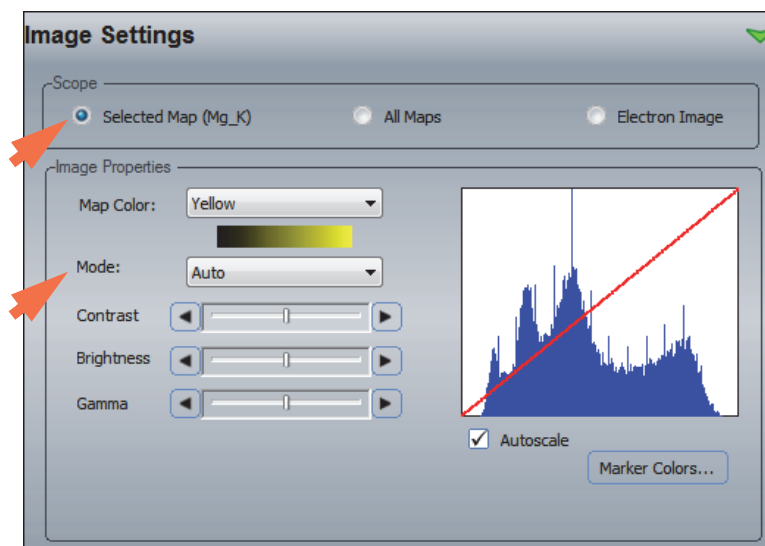 Image Settings
Scope
Selected Map (Mg_K)
All Maps
Electron Image
Image Properties
Map Color:
Yellow
Mode:
Auto
Contrast
Brightness
Gamma
Autoscale
Marker Colors...